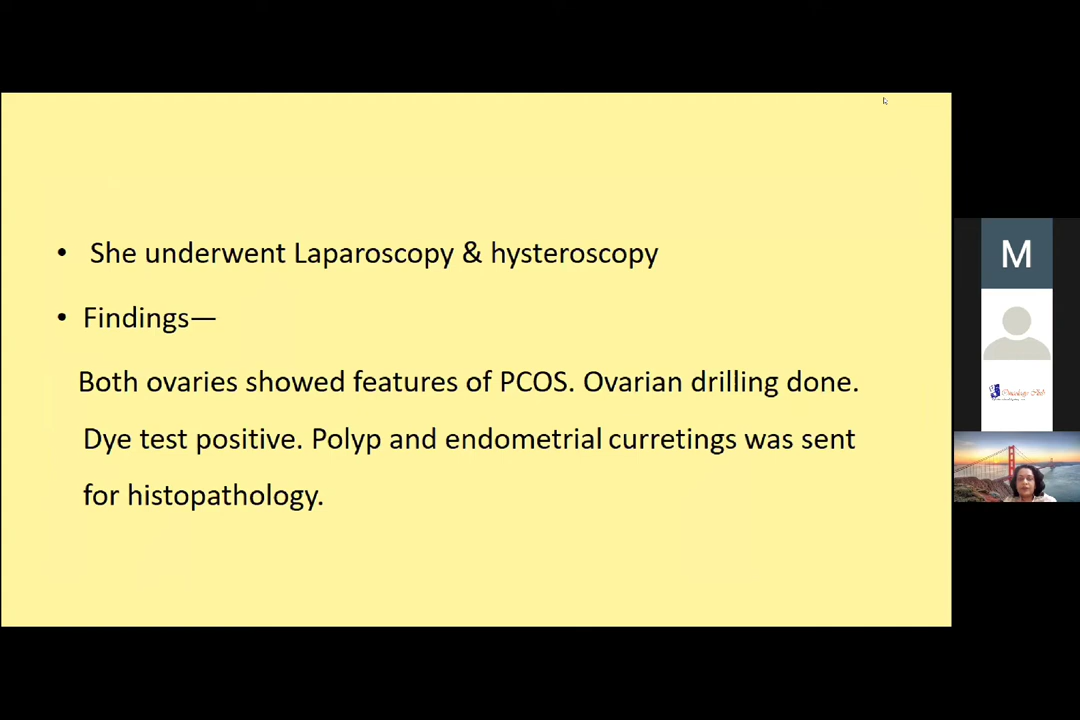 • She underwent Laparoscopy & hysteroscopy
• Findings—
Both ovaries showed features of PCOS. Ovarian drilling done.
Dye test positive. Polyp and endometrial curretings was sent
for histopathology.
M